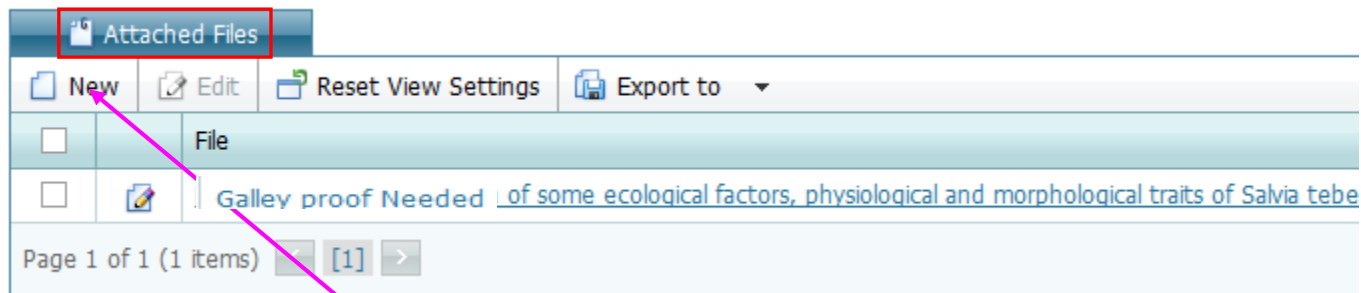 Attached Files
New Edit Reset View Settings Export to
File
Galley proof Needed of some ecological factors, physiological and morphological traits of Salvia tebe
Page 1 of 1 (1 items) [1]